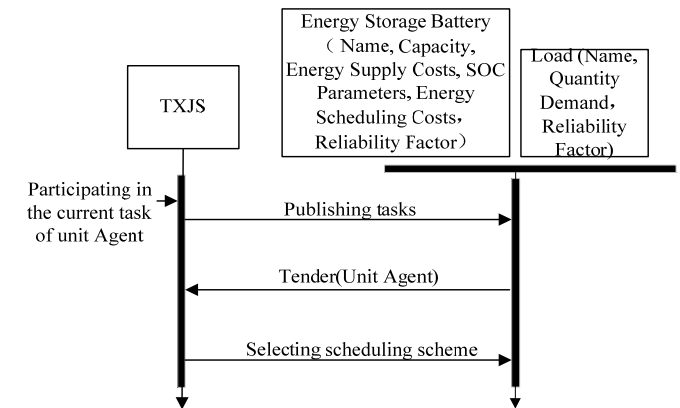 TXJS
Energy Storage Battery
（ Name, Capacity,
Energy Supply Costs, SOC
Parameters, Energy
Scheduling Costs，
Reliability Factor）
Load (Name,
Quantity
Demand，
Reliability
Factor)
Participating in
the current task
of unit Agent
Publishing tasks
Tender(Unit Agent)
Selecting scheduling scheme